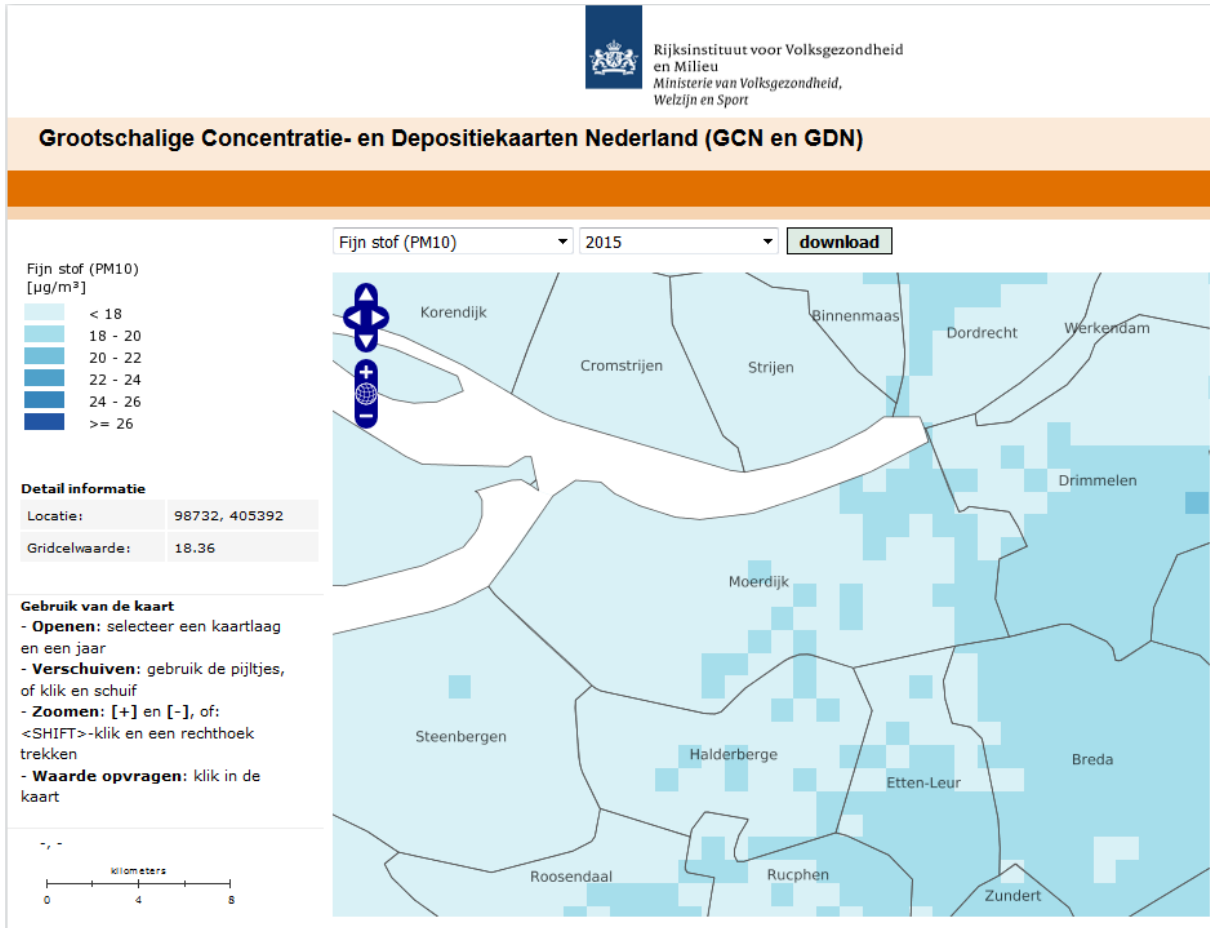 Rijksinstituut voor Volksgezondheid
en Milieu
Ministerie van Volksgezondheid,
Welzijn en Sport
Grootschalige Concentratie- en Depositiekaarten Nederland (GCN en GDN)
Fijn stof (PM10)
2015
download
Fijn stof (PM10)
[µg/m³]
< 18
18 - 20
20 - 22
22 - 24
24 - 26
>= 26
Detail informatie
Locatie: 98732, 405392
Gridcelwaarde: 18.36
Gebruik van de kaart
- Openen: selecteer een kaartlaag
en een jaar
- Verschuiven: gebruik de pijltjes,
of klik en schuif
- Zoomen: [+] en [-], of:
<SHIFT>-klik en een rechthoek
trekken
- Waarde opvragen: klik in de
kaart
-, -
kilometers
0 4 8
Korendijk
Cromstrijen
Strijen
Binnenmaas
Dordrecht
Werkendam
Drimmelen
Moerdijk
Steenbergen
Halderberge
Etten-Leur
Breda
Roosendaal
Rucphen
Zundert